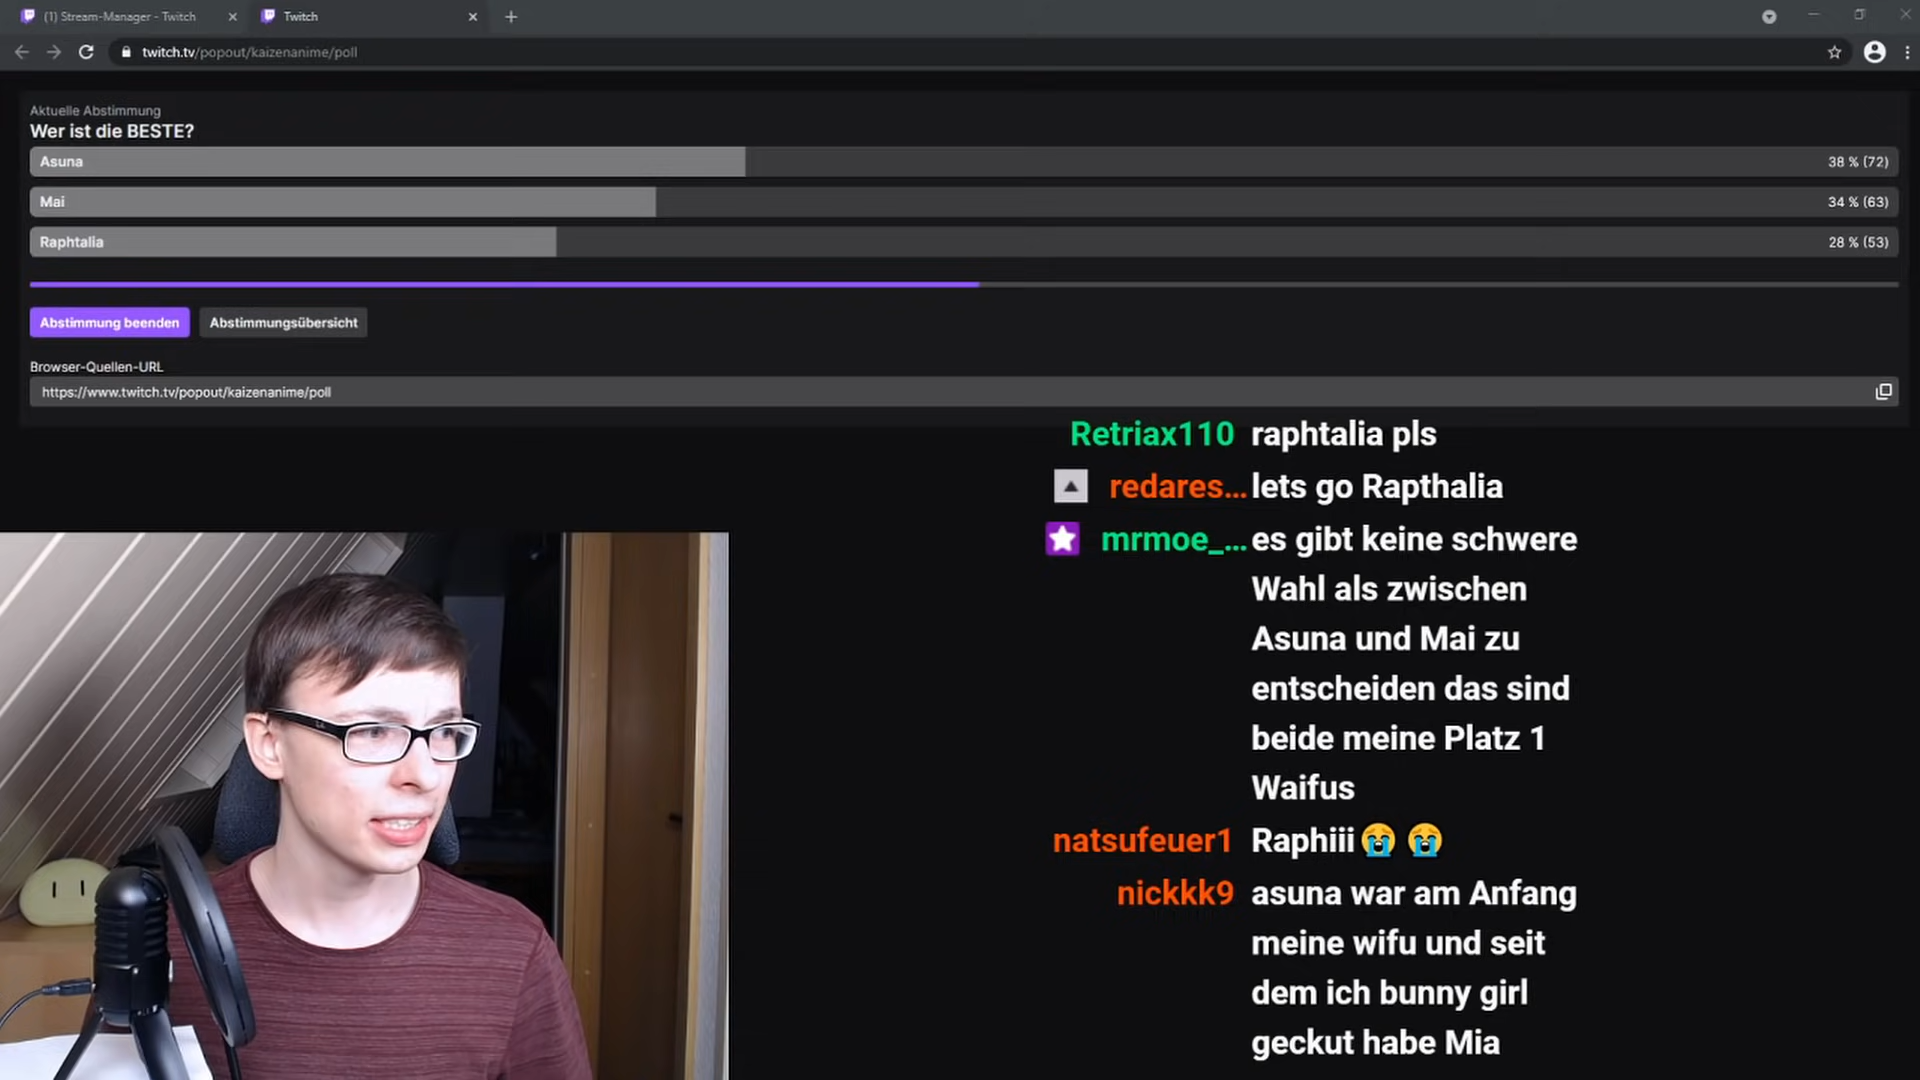 (1) Stream-Manager - Twitch
Twitch
twitch.tv/popout/kaizenanime/poll
Aktuelle Abstimmung
Wer ist die BESTE?
Asuna 38 % (72)
Mai 34 % (63)
Raphtalia 28 % (53)
Abstimmung beenden Abstimmungsübersicht
Browser-Quellen-URL
https://www.twitch.tv/popout/kaizenanime/poll
Retriax110 raphtalia pls
redares... lets go Rapthalia
mrmoe_... es gibt keine schwere
Wahl als zwischen
Asuna und Mai zu
entscheiden das sind
beide meine Platz 1
Waifus
natsufeuer1 Raphiii😭 😭
nickkk9 asuna war am Anfang
meine wifu und seit
dem ich bunny girl
geckut habe Mia